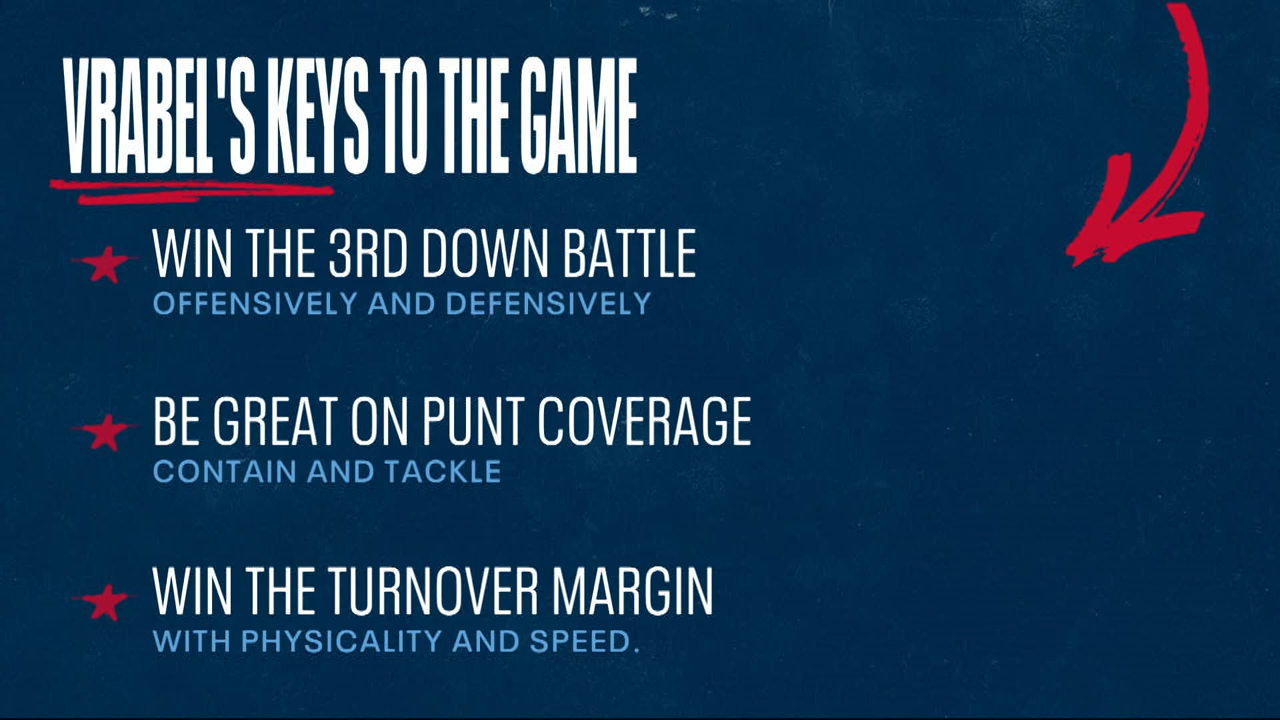 VRABEL'S KEYS TO THE GAME
WIN THE 3RD DOWN BATTLE
OFFENSIVELY AND DEFENSIVELY
BE GREAT ON PUNT COVERAGE
CONTAIN AND TACKLE
WIN THE TURNOVER MARGIN
WITH PHYSICALITY AND SPEED.